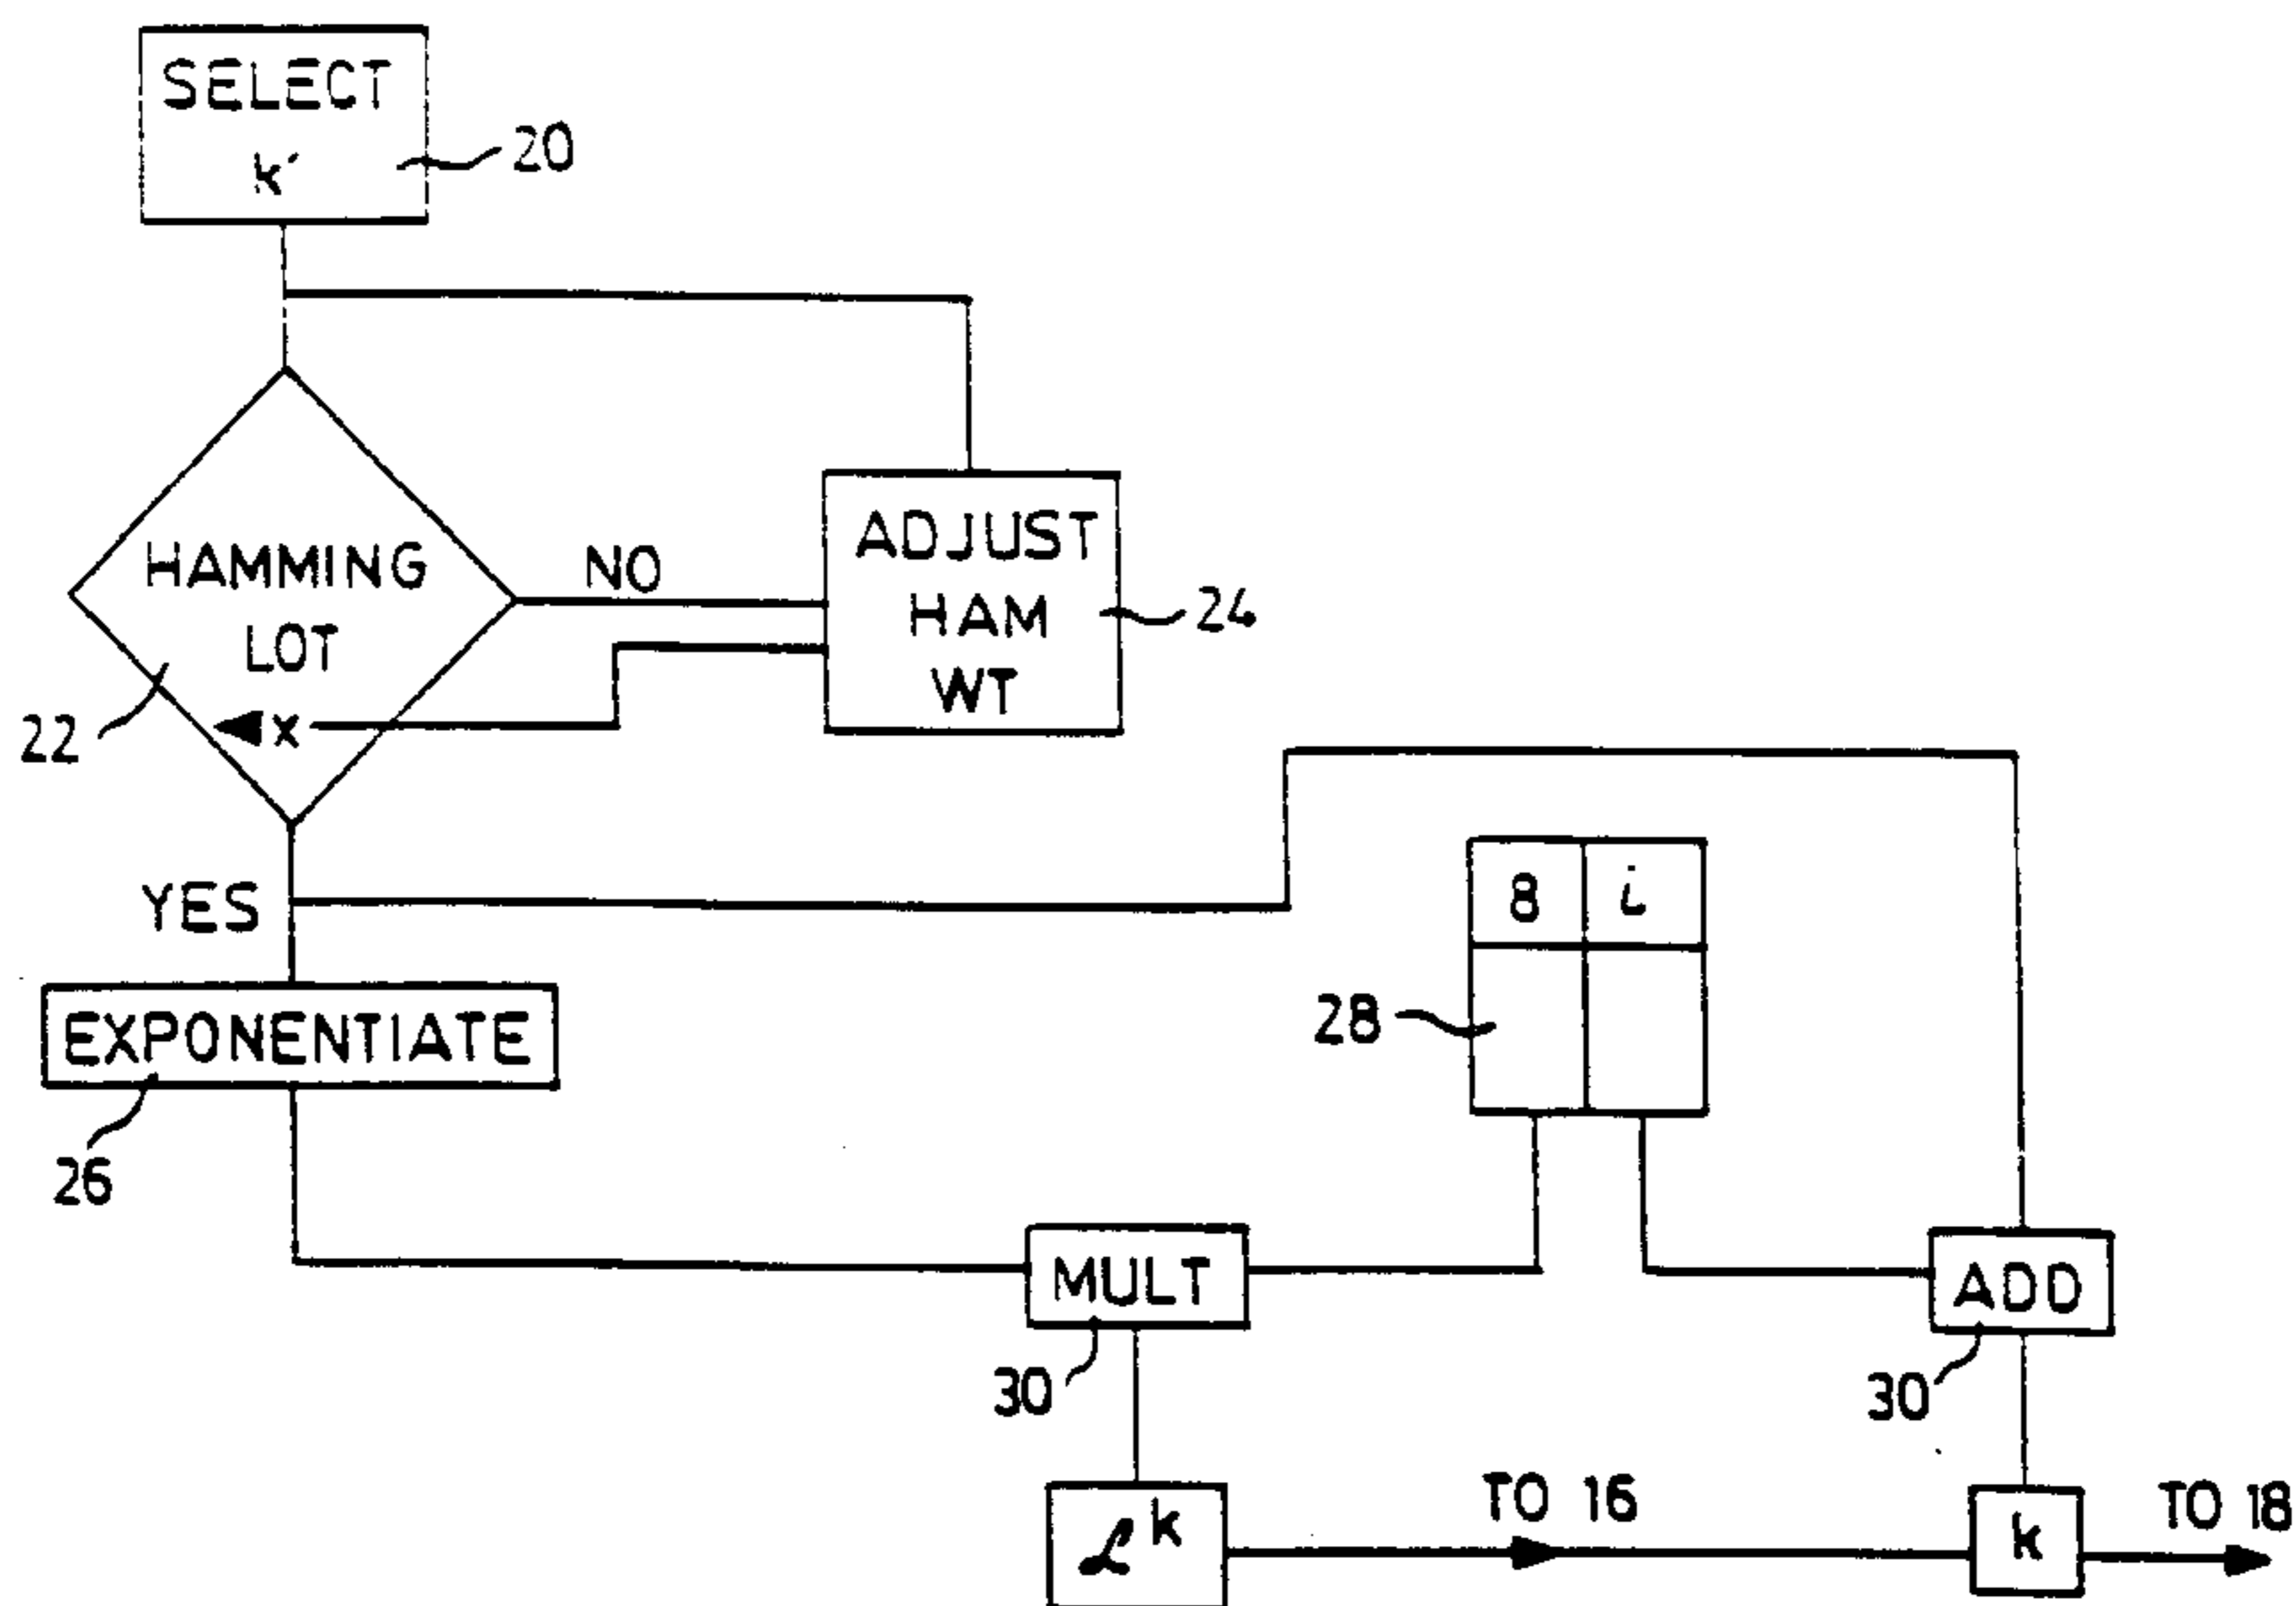 SELECT
k'
20
HAMMING
LOT
x
22
NO
ADJUST
HAM
WT
24
YES
EXPONENTIATE
26
8 i
28
MULT
30
ADD
30
k
TO 16
k
TO 18